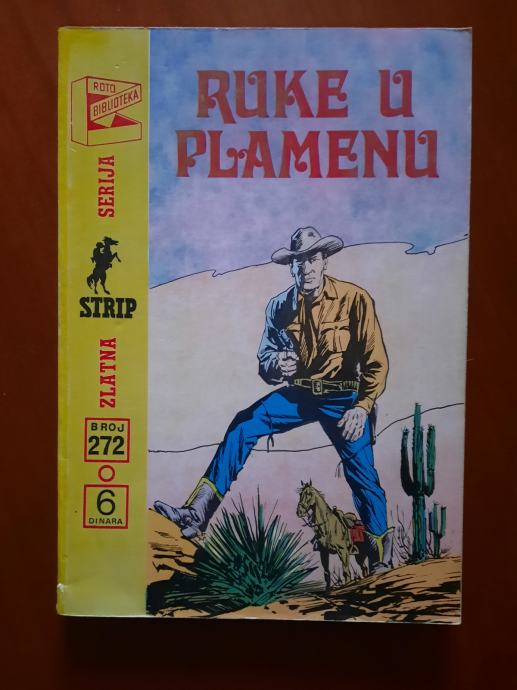 ROTO
BIBLIOTEKA
ZLATNA SERIJA
STRIP
BROJ
272
6
DINARA
RUKE U
PLAMENU